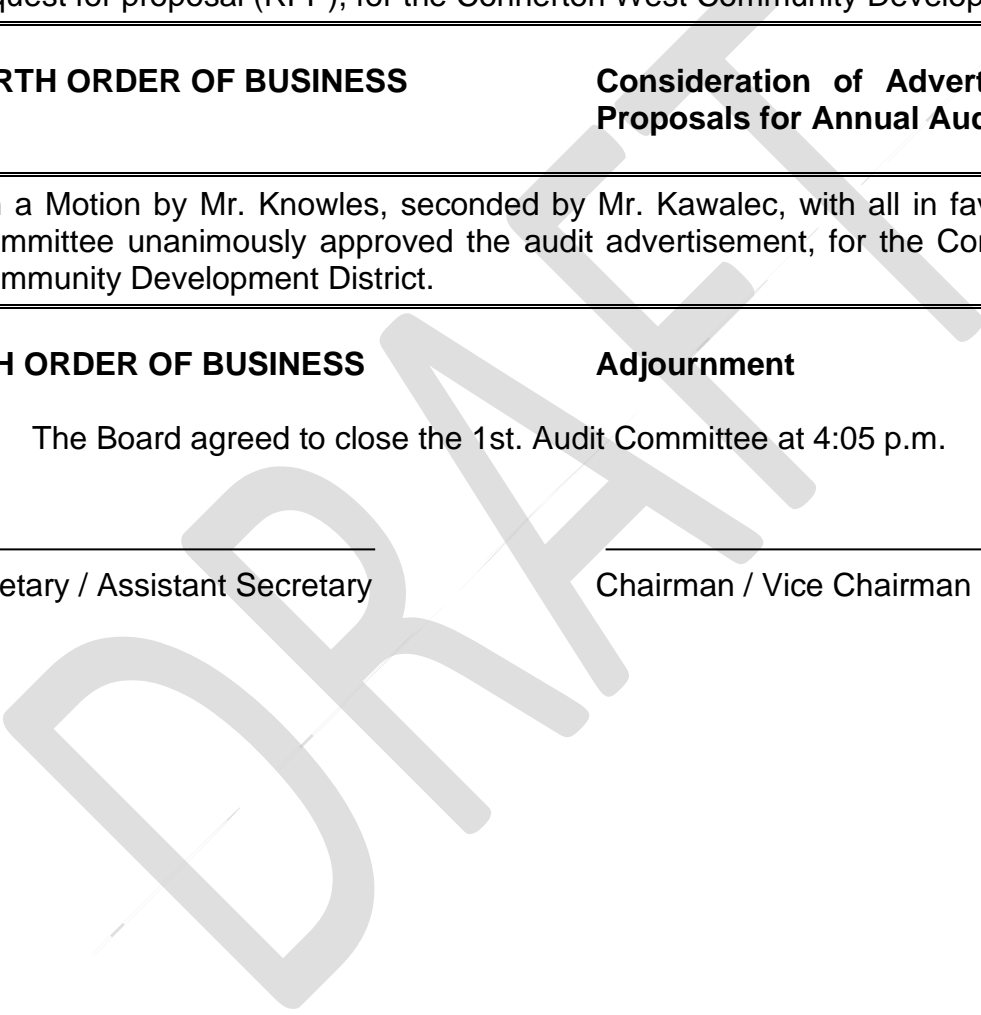 quest for proposal (RFP), for the Connerton West Community Develop
RTH ORDER OF BUSINESS Consideration of Advert
Proposals for Annual Aud
n a Motion by Mr. Knowles, seconded by Mr. Kawalec, with all in fav
mmittee unanimously approved the audit advertisement, for the Con
mmunity Development District.
H ORDER OF BUSINESS Adjournment
The Board agreed to close the 1st. Audit Committee at 4:05 p.m.
etary / Assistant Secretary Chairman / Vice Chairman
DRAFT